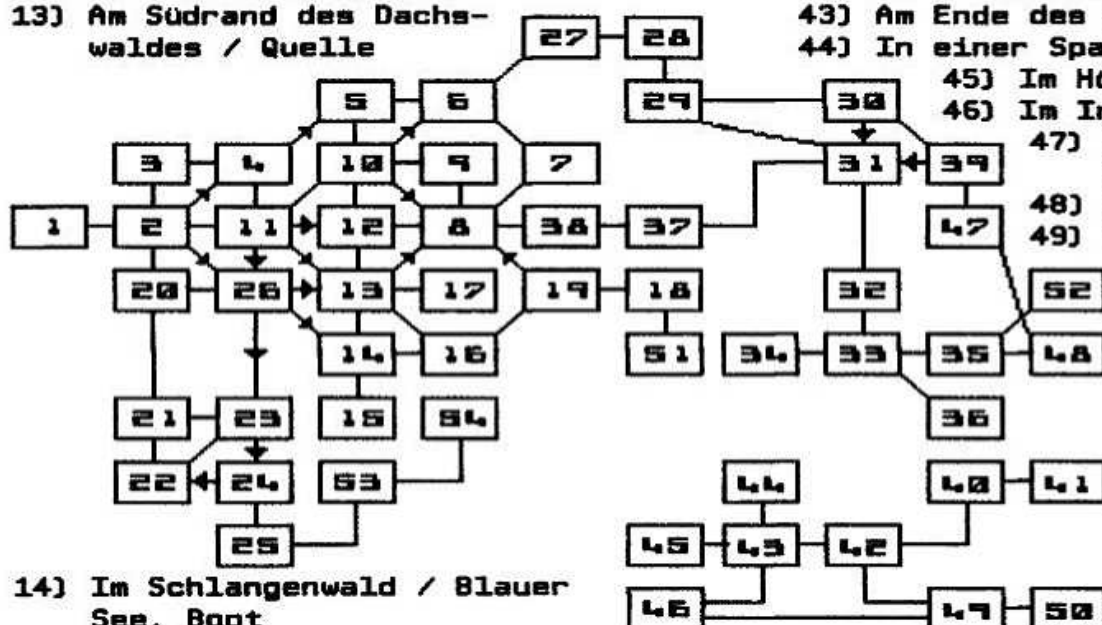 13) Am Südrand des Dachs-
waldes / Quelle
43) Am Ende des
44) In einer
45) Im
46) Im
47)
48)
49)
27 28
5 6 29 30
3 4 10 9 7 31 39
1 2 11 12 8 38 37 47
20 26 13 17 19 18 32 52
14 16 51 34 33 35 48
21 23 15 54 36
22 24 53 44 40 41
25 45 43 42
14) Im Schlangenwald / Blauer
See, Boot
46 49 50